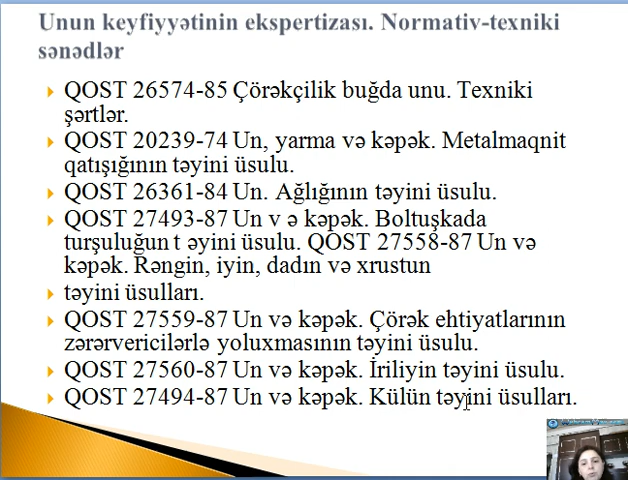 Unun keyfiyyətinin ekspertizası. Normativ-texniki
sənədlər
QOST 26574-85 Çörəkçilik buğda unu. Texniki
şərtlər.
QOST 20239-74 Un, yarma və kəpək. Metalmaqnit
qatışığının təyini üsulu.
QOST 26361-84 Un. Ağlığının təyini üsulu.
QOST 27493-87 Un v ə kəpək. Boltuşkada
turşuluğun t əyini üsulu. QOST 27558-87 Un və
kəpək. Rəngin, iyin, dadın və xrustun
təyini üsulları.
QOST 27559-87 Un və kəpək. Çörək ehtiyatlarının
zərərvericilərlə yoluxmasının təyini üsulu.
QOST 27560-87 Un və kəpək. İriliyin təyini üsulu.
QOST 27494-87 Un və kəpək. Külün təyini üsulları.